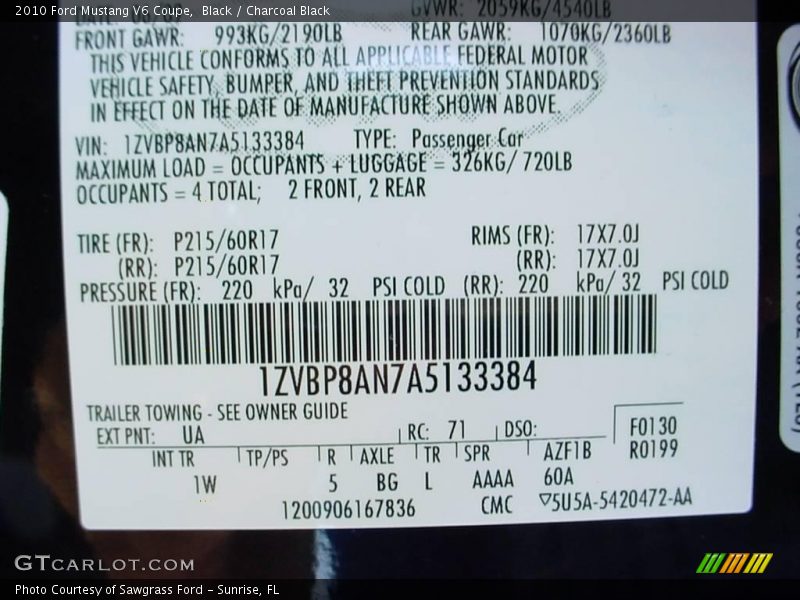 2010 Ford Mustang V6 Coupe, Black / Charcoal Black
GVWR: 2059KG/4540LB
FRONT GAWR: 993KG/2190LB REAR GAWR: 1070KG/2360LB
THIS VEHICLE CONFORMS TO ALL APPLICABLE FEDERAL MOTOR
VEHICLE SAFETY, BUMPER, AND THEFT PREVENTION STANDARDS
IN EFFECT ON THE DATE OF MANUFACTURE SHOWN ABOVE.
VIN: 1ZVBP8AN7A5133384 TYPE: Passenger Car
MAXIMUM LOAD = OCCUPANTS + LUGGAGE = 326KG/ 720LB
OCCUPANTS = 4 TOTAL; 2 FRONT, 2 REAR
TIRE (FR): P215/60R17 RIMS (FR): 17X7.0J
(RR): P215/60R17 (RR): 17X7.0J
PRESSURE (FR): 220 kPa/ 32 PSI COLD (RR): 220 kPa/ 32 PSI COLD
1ZVBP8AN7A5133384
TRAILER TOWING - SEE OWNER GUIDE
EXT PNT: UA RC: 71 DSO: F0130
INT TR TP/PS R AXLE TR SPR AZF1B R0199
1W 5 BG L AAAA 60A
1200906167836 CMC 5U5A-5420472-AA
GTCARLOT.COM
Photo Courtesy of Sawgrass Ford - Sunrise, FL